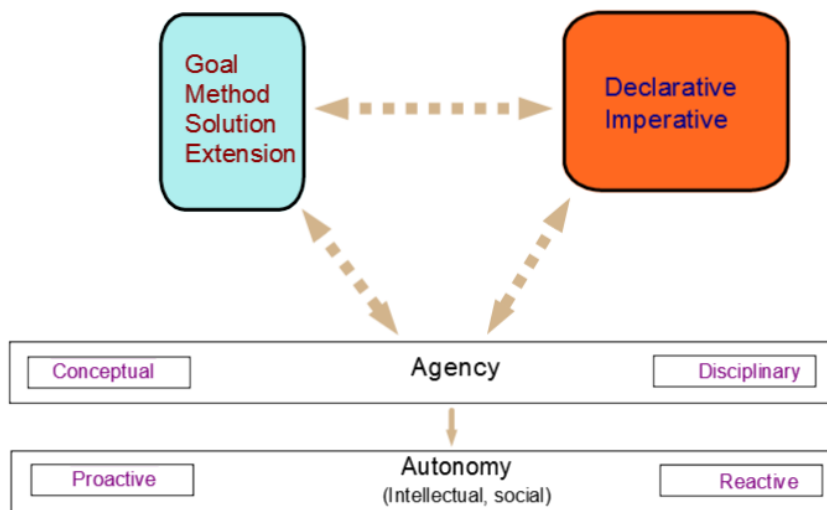 Goal
Method
Solution
Extension
Declarative
Imperative
Conceptual
Agency
Disciplinary
Proactive
Autonomy
(Intellectual, social)
Reactive